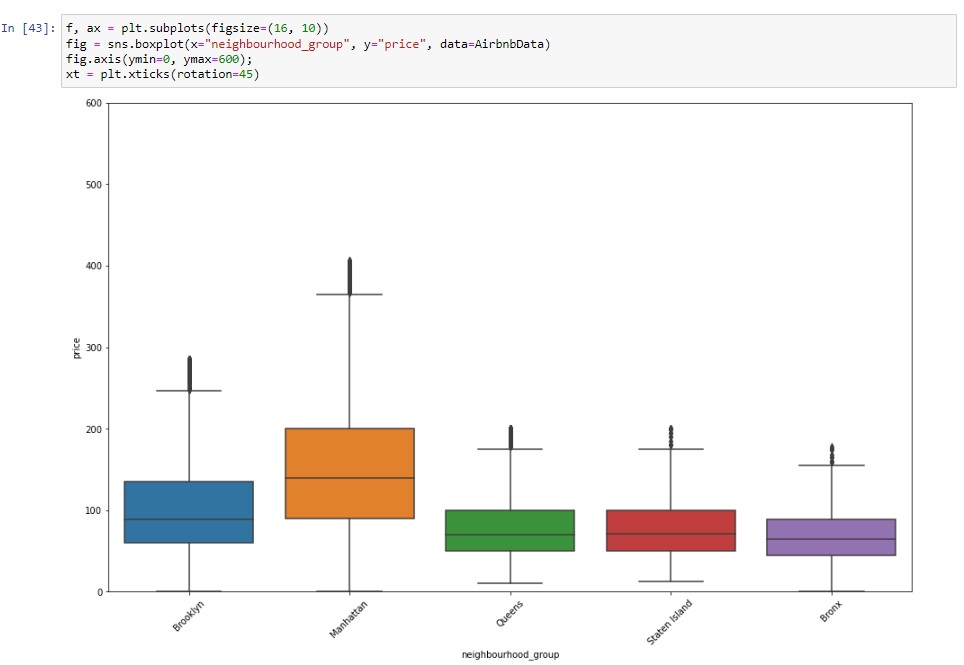 In [43]: f, ax = plt.subplots(figsize=(16, 10))
fig = sns.boxplot(x="neighbourhood_group", y="price", data=AirbnbData)
fig.axis(ymin=0, ymax=600);
xt = plt.xticks(rotation=45)
600
500
400
300
200
100
0
price
Brooklyn
Manhattan
Queens
Staten Island
Bronx
neighbourhood_group